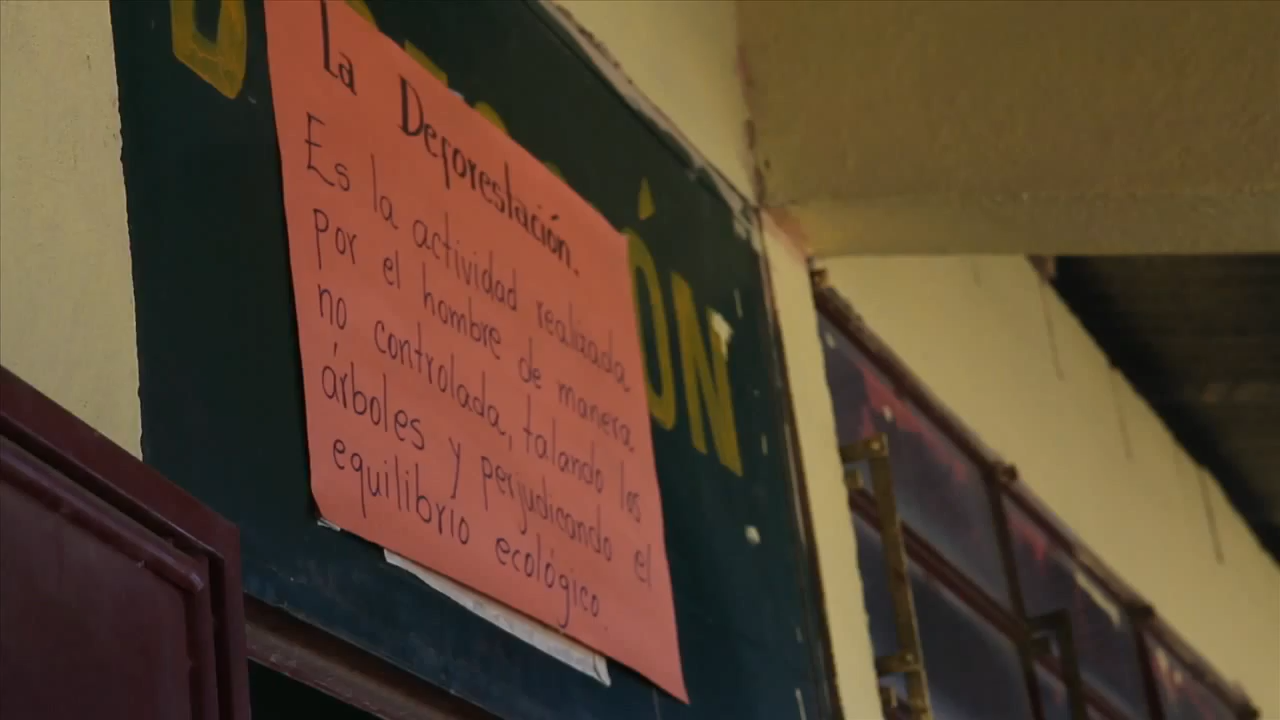 La Deforestación.
Es la actividad realizada
por el hombre de manera
no controlada, talando los
árboles y perjudicando el
equilibrio ecológico.
ÓN